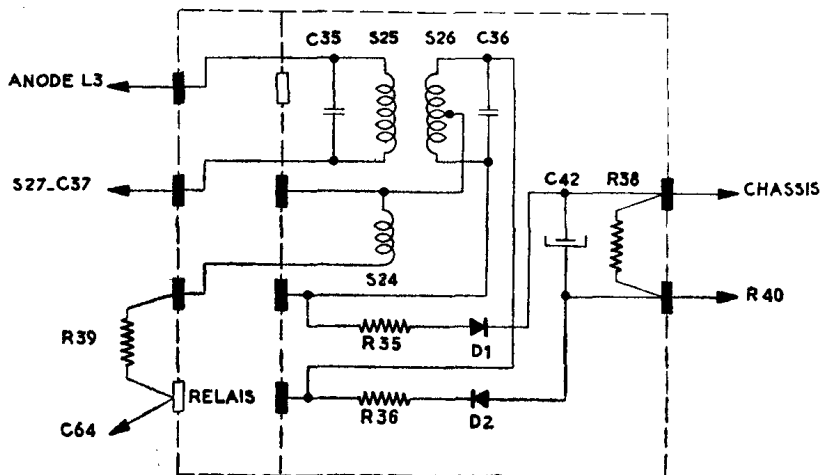 C35 S25 S26 C36
ANODE L3
S27_C37
C42 R38
CHASSIS
S24
R40
R39
R35 D1
RELAIS
R36 D2
C64